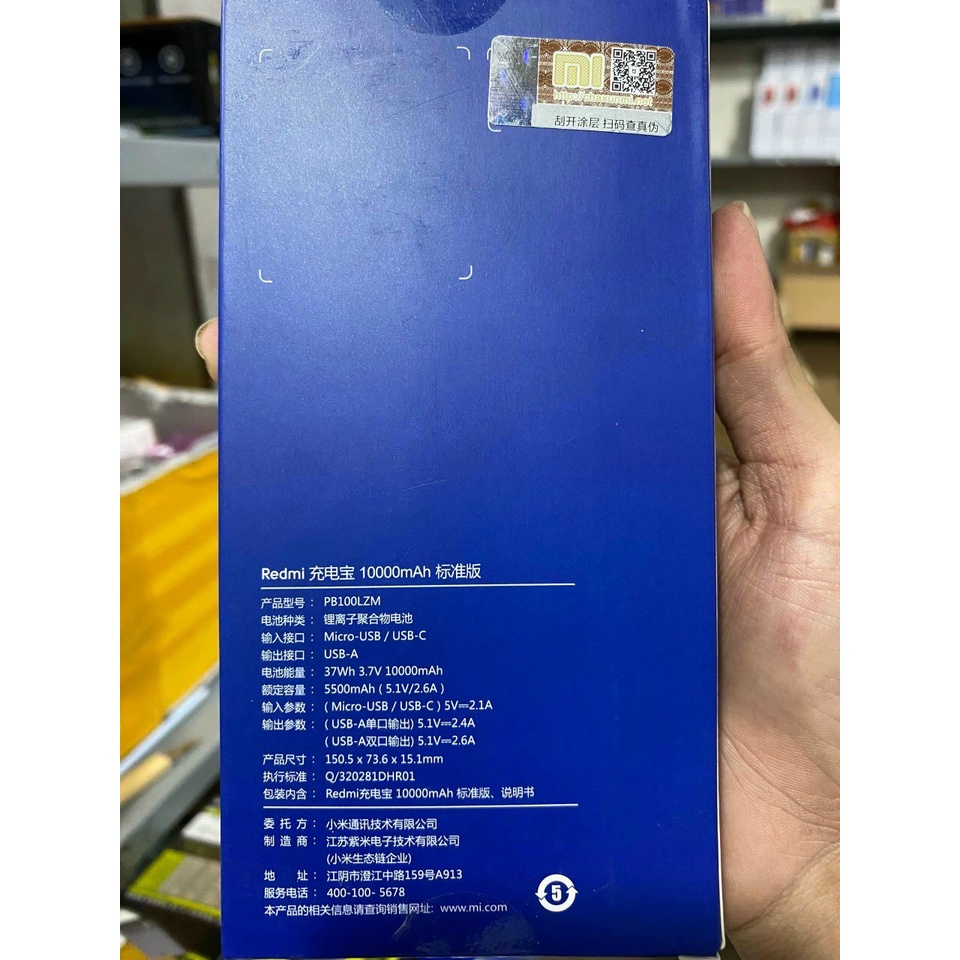 mi
http://chaxunmi.net
刮开涂层 扫码查真伪
Redmi 充电宝 10000mAh 标准版
产品型号： PB100LZM
电池种类： 锂离子聚合物电池
输入接口： Micro-USB / USB-C
输出接口： USB-A
电池能量： 37Wh 3.7V 10000mAh
额定容量： 5500mAh ( 5.1V/2.6A )
输入参数： ( Micro-USB / USB-C ) 5V⎓2.1A
输出参数： ( USB-A单口输出) 5.1V⎓2.4A
( USB-A双口输出) 5.1V⎓2.6A
产品尺寸： 150.5 x 73.6 x 15.1mm
执行标准： Q/320281DHR01
包装内含： Redmi充电宝 10000mAh 标准版、说明书
委 托 方： 小米通讯技术有限公司
制 造 商： 江苏紫米电子技术有限公司
(小米生态链企业)
地 址： 江阴市澄江中路159号A913
服务电话： 400-100- 5678
本产品的相关信息请查询销售网址: www.mi.com
5